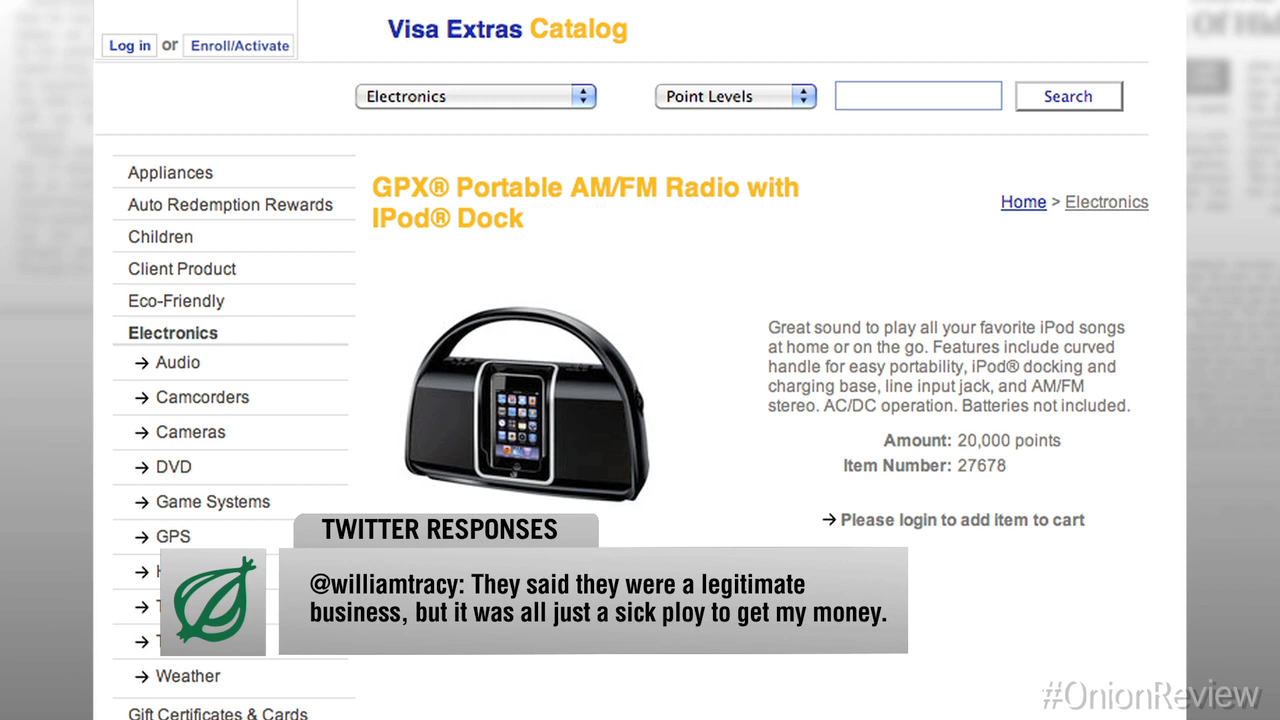 Visa Extras Catalog
Log in or Enroll/Activate
Electronics
Point Levels
Search
Appliances
Auto Redemption Rewards
Children
Client Product
Eco-Friendly
Electronics
→ Audio
→ Camcorders
→ Cameras
→ DVD
→ Game Systems
→ GPS
→ Weather
Gift Certificates & Cards
GPX® Portable AM/FM Radio with
IPod® Dock
Home > Electronics
Great sound to play all your favorite iPod songs
at home or on the go. Features include curved
handle for easy portability, iPod® docking and
charging base, line input jack, and AM/FM
stereo. AC/DC operation. Batteries not included.
Amount: 20,000 points
Item Number: 27678
→ Please login to add item to cart
TWITTER RESPONSES
@williamtracy: They said they were a legitimate
business, but it was all just a sick ploy to get my money.
#OnionReview